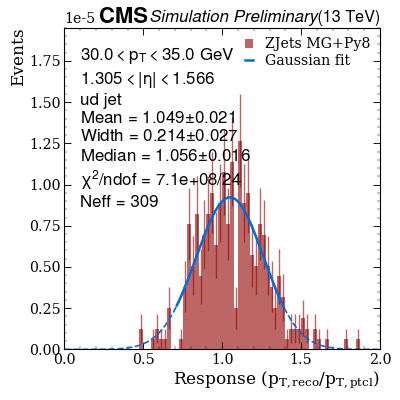 1e-5 CMS Simulation Preliminary (13 TeV)
Events
ZJets MG+Py8
Gaussian fit
30.0 < pT < 35.0 GeV
1.305 < |η| < 1.566
ud jet
Mean = 1.049±0.021
Width = 0.214±0.027
Median = 1.056±0.016
χ²/ndof = 7.1e+08/24
Neff = 309
1.75
1.50
1.25
1.00
0.75
0.50
0.25
0.00
0.0 0.5 1.0 1.5 2.0
Response (pT,reco/pT,ptcl)